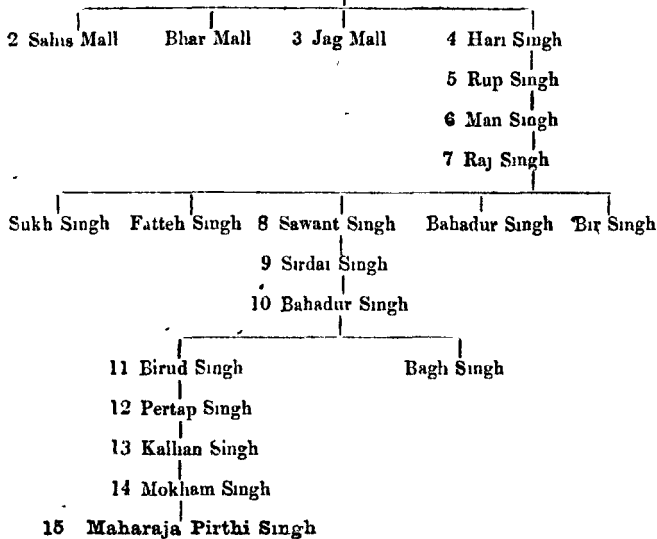 2 Sahis Mall Bhar Mall 3 Jag Mall 4 Hari Singh
5 Rup Singh
6 Man Singh
7 Raj Singh
Sukh Singh Fatteh Singh 8 Sawant Singh Bahadur Singh Bir Singh
9 Sirdar Singh
10 Bahadur Singh
11 Birud Singh Bagh Singh
12 Pertap Singh
13 Kalhan Singh
14 Mokham Singh
15 Maharaja Pirthi Singh